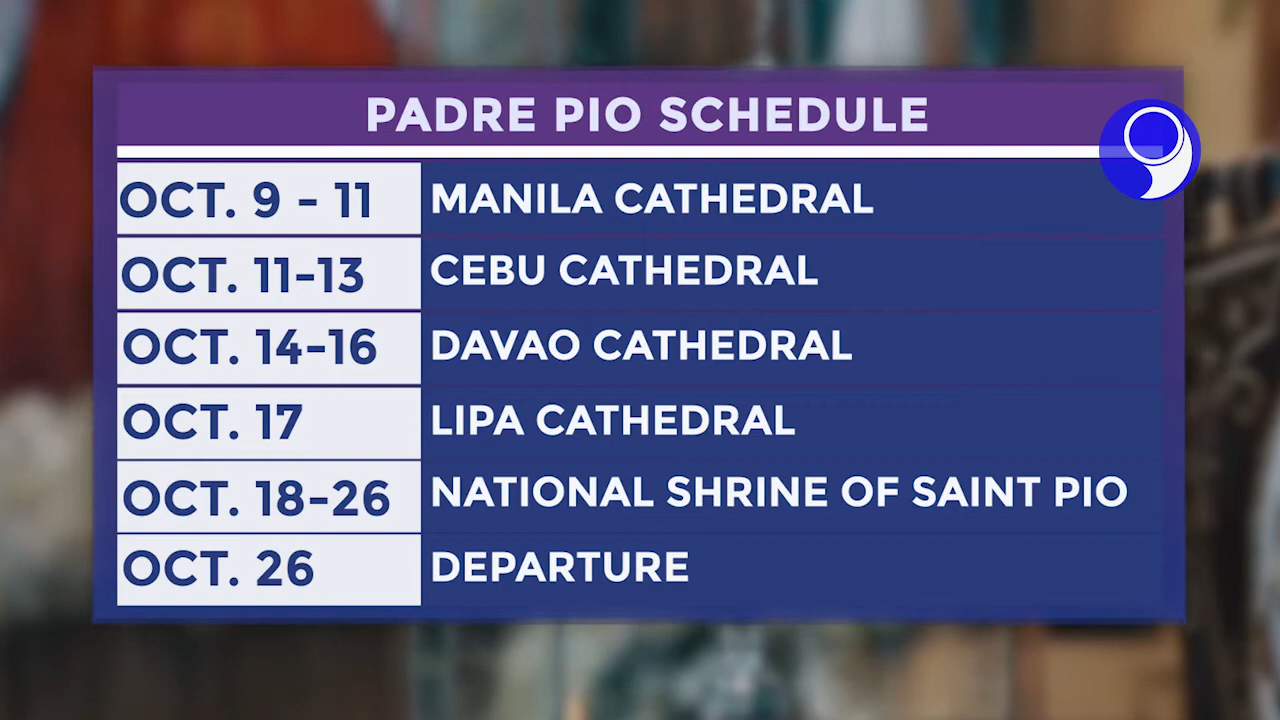 PADRE PIO SCHEDULE
OCT. 9 - 11 MANILA CATHEDRAL
OCT. 11-13 CEBU CATHEDRAL
OCT. 14-16 DAVAO CATHEDRAL
OCT. 17 LIPA CATHEDRAL
OCT. 18-26 NATIONAL SHRINE OF SAINT PIO
OCT. 26 DEPARTURE